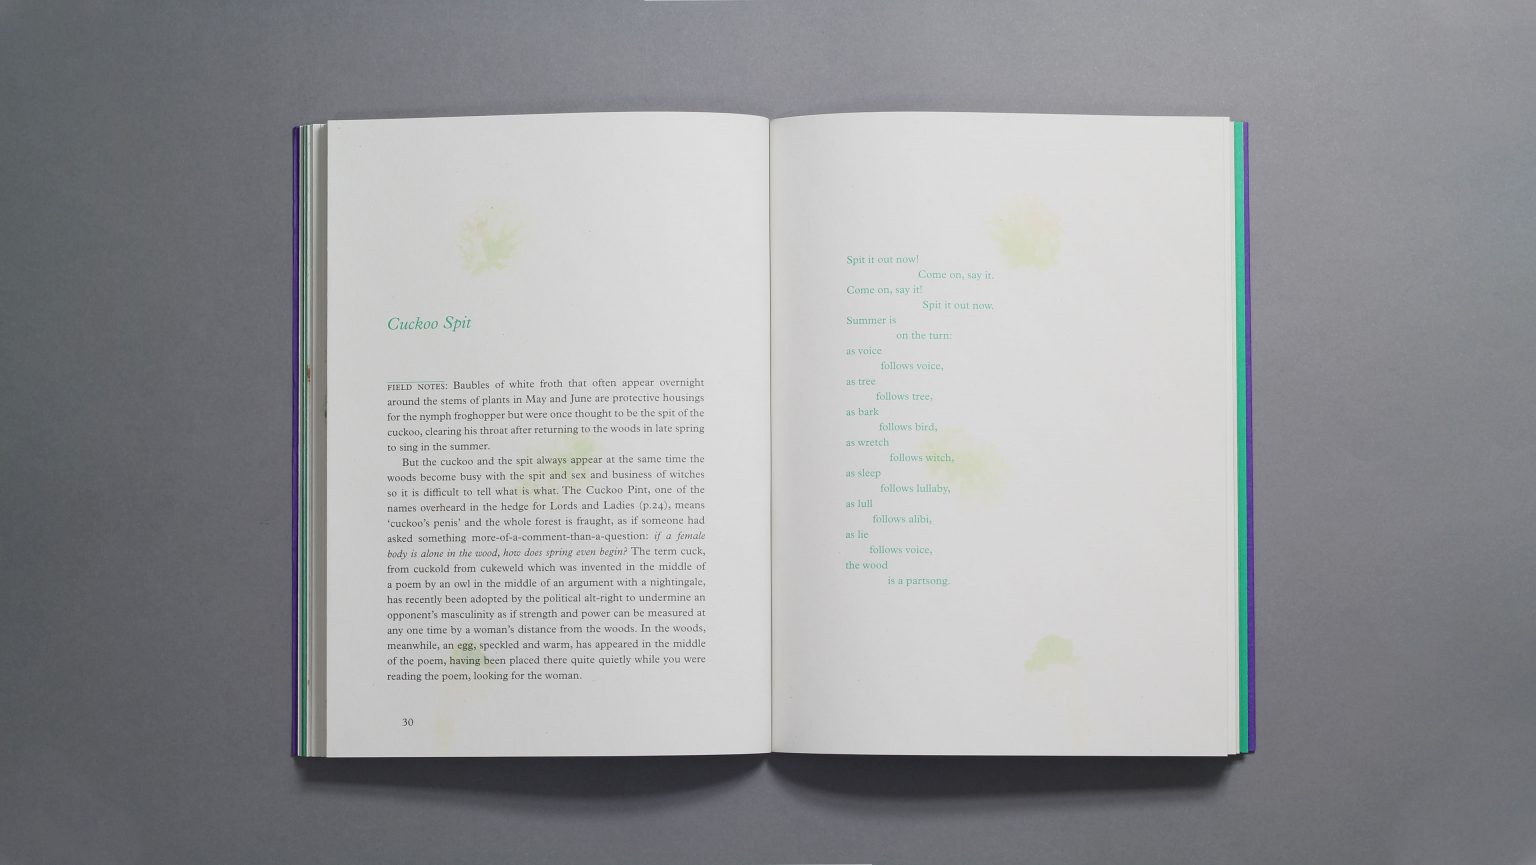 Cuckoo Spit
FIELD NOTES: Baubles of white froth that often appear overnight
around the stems of plants in May and June are protective housings
for the nymph froghopper but were once thought to be the spit of the
cuckoo, clearing his throat after returning to the woods in late spring
to sing in the summer.
But the cuckoo and the spit always appear at the same time the
woods become busy with the spit and sex and business of witches
so it is difficult to tell what is what. The Cuckoo Pint, one of the
names overheard in the hedge for Lords and Ladies (p.24), means
‘cuckoo’s penis’ and the whole forest is fraught, as if someone had
asked something more-of-a-comment-than-a-question: if a female
body is alone in the wood, how does spring even begin? The term cuck,
from cuckold from cukeweld which was invented in the middle of
a poem by an owl in the middle of an argument with a nightingale,
has recently been adopted by the political alt-right to undermine an
opponent’s masculinity as if strength and power can be measured at
any one time by a woman’s distance from the woods. In the woods,
meanwhile, an egg, speckled and warm, has appeared in the middle
of the poem, having been placed there quite quietly while you were
reading the poem, looking for the woman.
30
Spit it out now!
Come on, say it.
Come on, say it!
Spit it out now.
Summer is
on the turn:
as voice
follows voice,
as tree
follows tree,
as bark
follows bird,
as wretch
follows witch,
as sleep
follows lullaby,
as lull
follows alibi,
as lie
follows voice,
the wood
is a partsong.